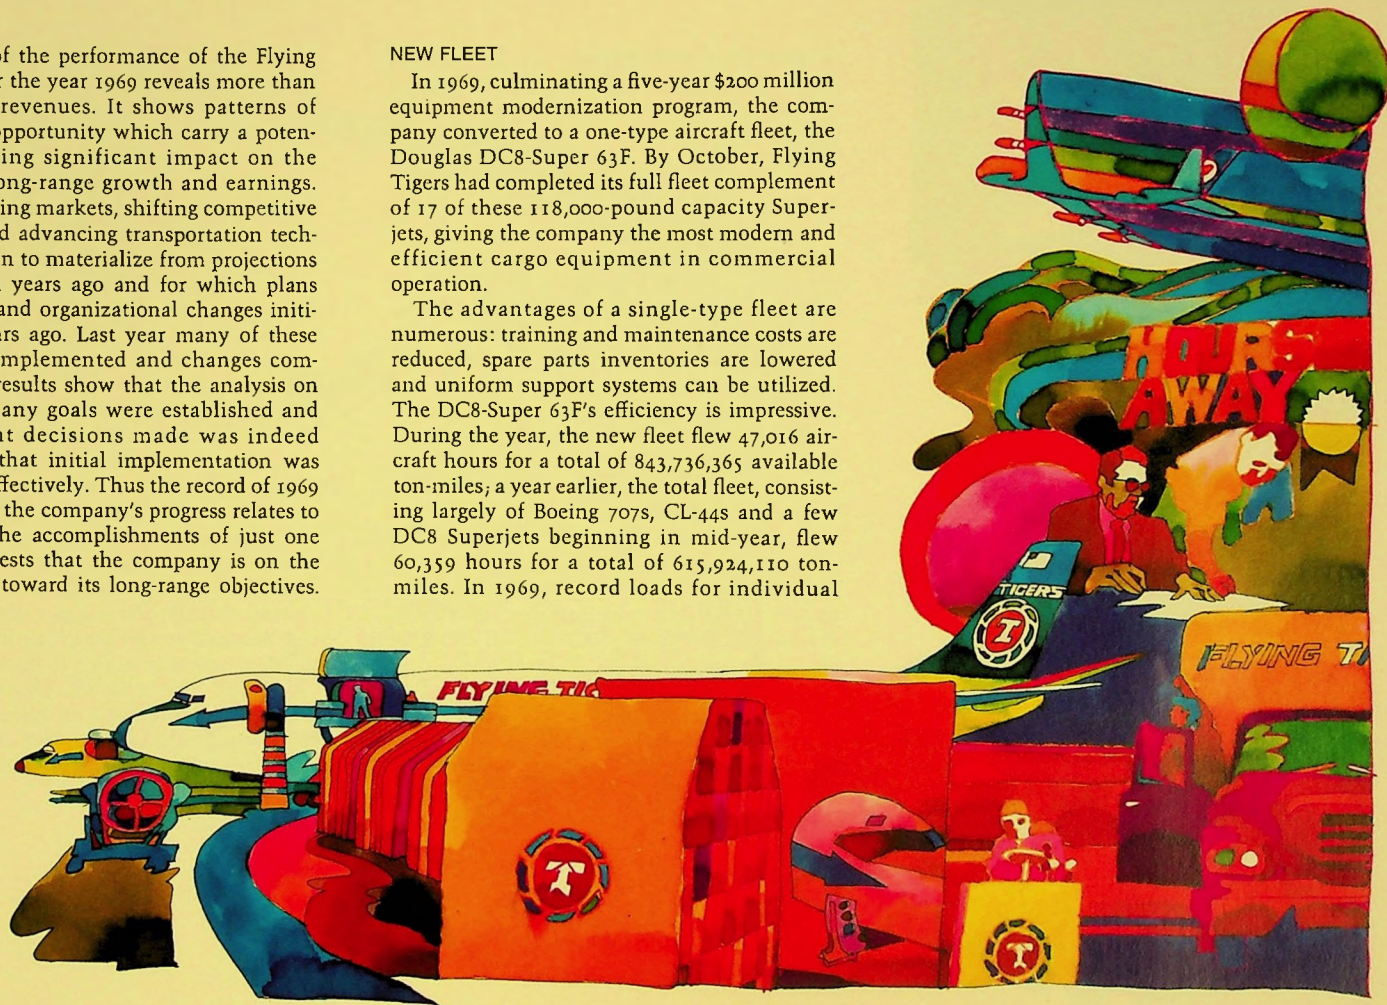 of the performance of the Flying
the year 1969 reveals more than
revenues. It shows patterns of
opportunity which carry a poten-
ing significant impact on the
long-range growth and earnings.
ing markets, shifting competitive
advancing transportation tech-
n to materialize from projections
years ago and for which plans
and organizational changes initi-
rs ago. Last year many of these
implemented and changes com-
results show that the analysis on
any goals were established and
nt decisions made was indeed
that initial implementation was
ffectively. Thus the record of 1969
the company's progress relates to
he accomplishments of just one
ests that the company is on the
toward its long-range objectives.
NEW FLEET
In 1969, culminating a five-year $200 million
equipment modernization program, the com-
pany converted to a one-type aircraft fleet, the
Douglas DC8-Super 63F. By October, Flying
Tigers had completed its full fleet complement
of 17 of these 118,000-pound capacity Super-
jets, giving the company the most modern and
efficient cargo equipment in commercial
operation.
The advantages of a single-type fleet are
numerous: training and maintenance costs are
reduced, spare parts inventories are lowered
and uniform support systems can be utilized.
The DC8-Super 63F's efficiency is impressive.
During the year, the new fleet flew 47,016 air-
craft hours for a total of 843,736,365 available
ton-miles; a year earlier, the total fleet, consist-
ing largely of Boeing 707s, CL-44s and a few
DC8 Superjets beginning in mid-year, flew
60,359 hours for a total of 615,924,110 ton-
miles. In 1969, record loads for individual
HOURS
AWAY
TIGERS
T
FLYING TI
FLYING TIG
T
T